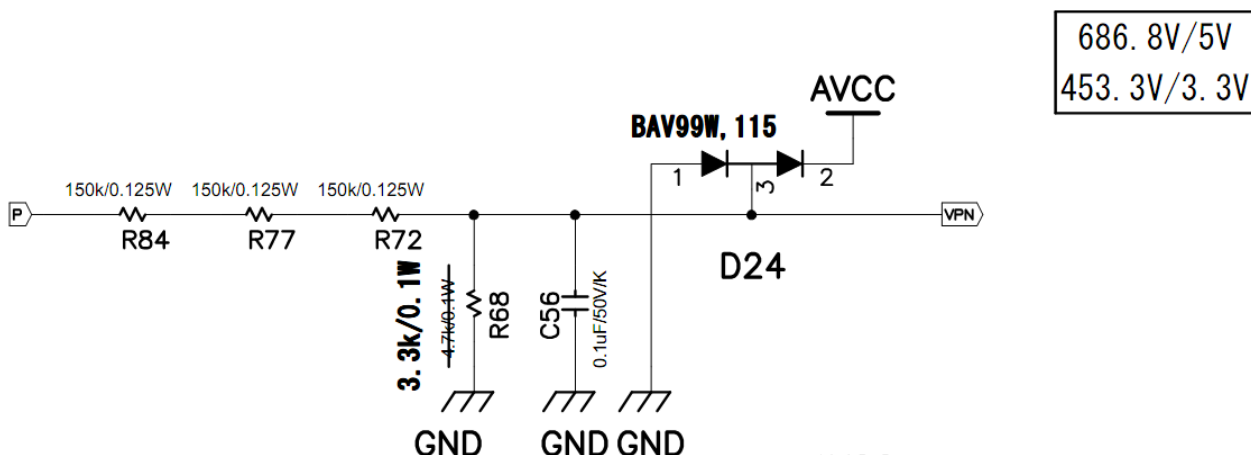 686.8V/5V
453.3V/3.3V
AVCC
BAV99W,115
1
3
2
150k/0.125W
150k/0.125W
150k/0.125W
P
VPN
R84
R77
R72
D24
3.3k/0.1W
4.7k/0.1W
R68
C56
0.1uF/50V/K
GND
GND
GND